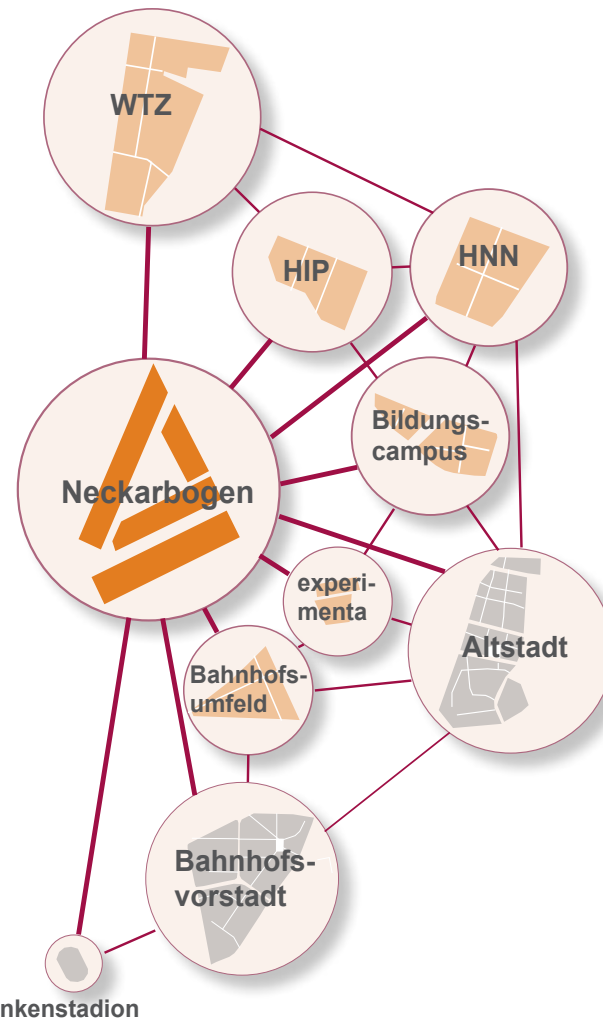 WTZ
HIP
HNN
Bildungs-
campus
Neckarbogen
experi-
menta
Altstadt
Bahnhofs-
umfeld
Bahnhofs-
vorstadt
nkenstadion